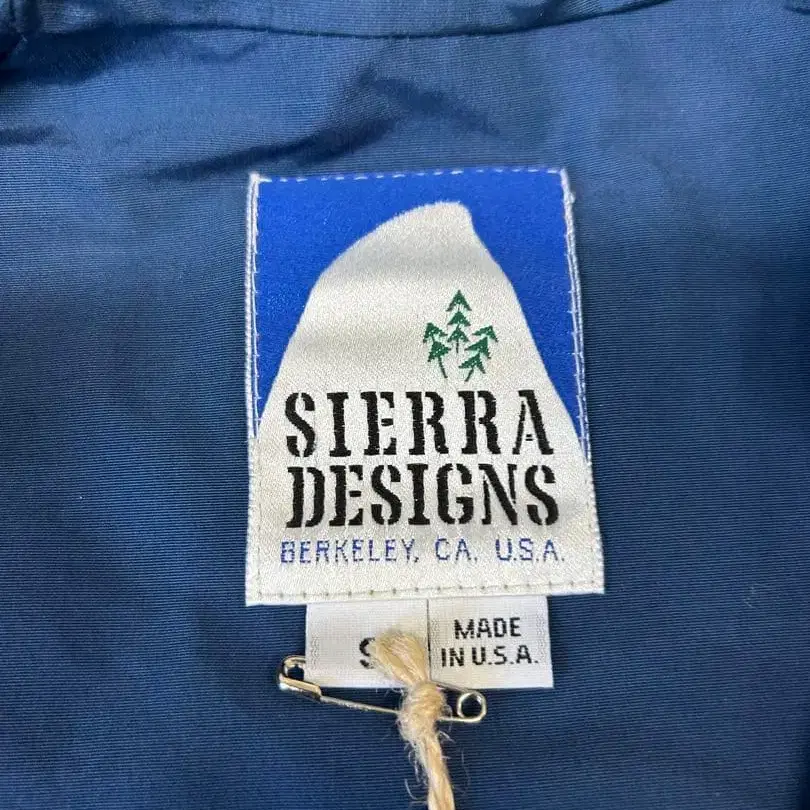 SIERRA
DESIGNS
BERKELEY, CA. U.S.A.
S
MADE
IN U.S.A.